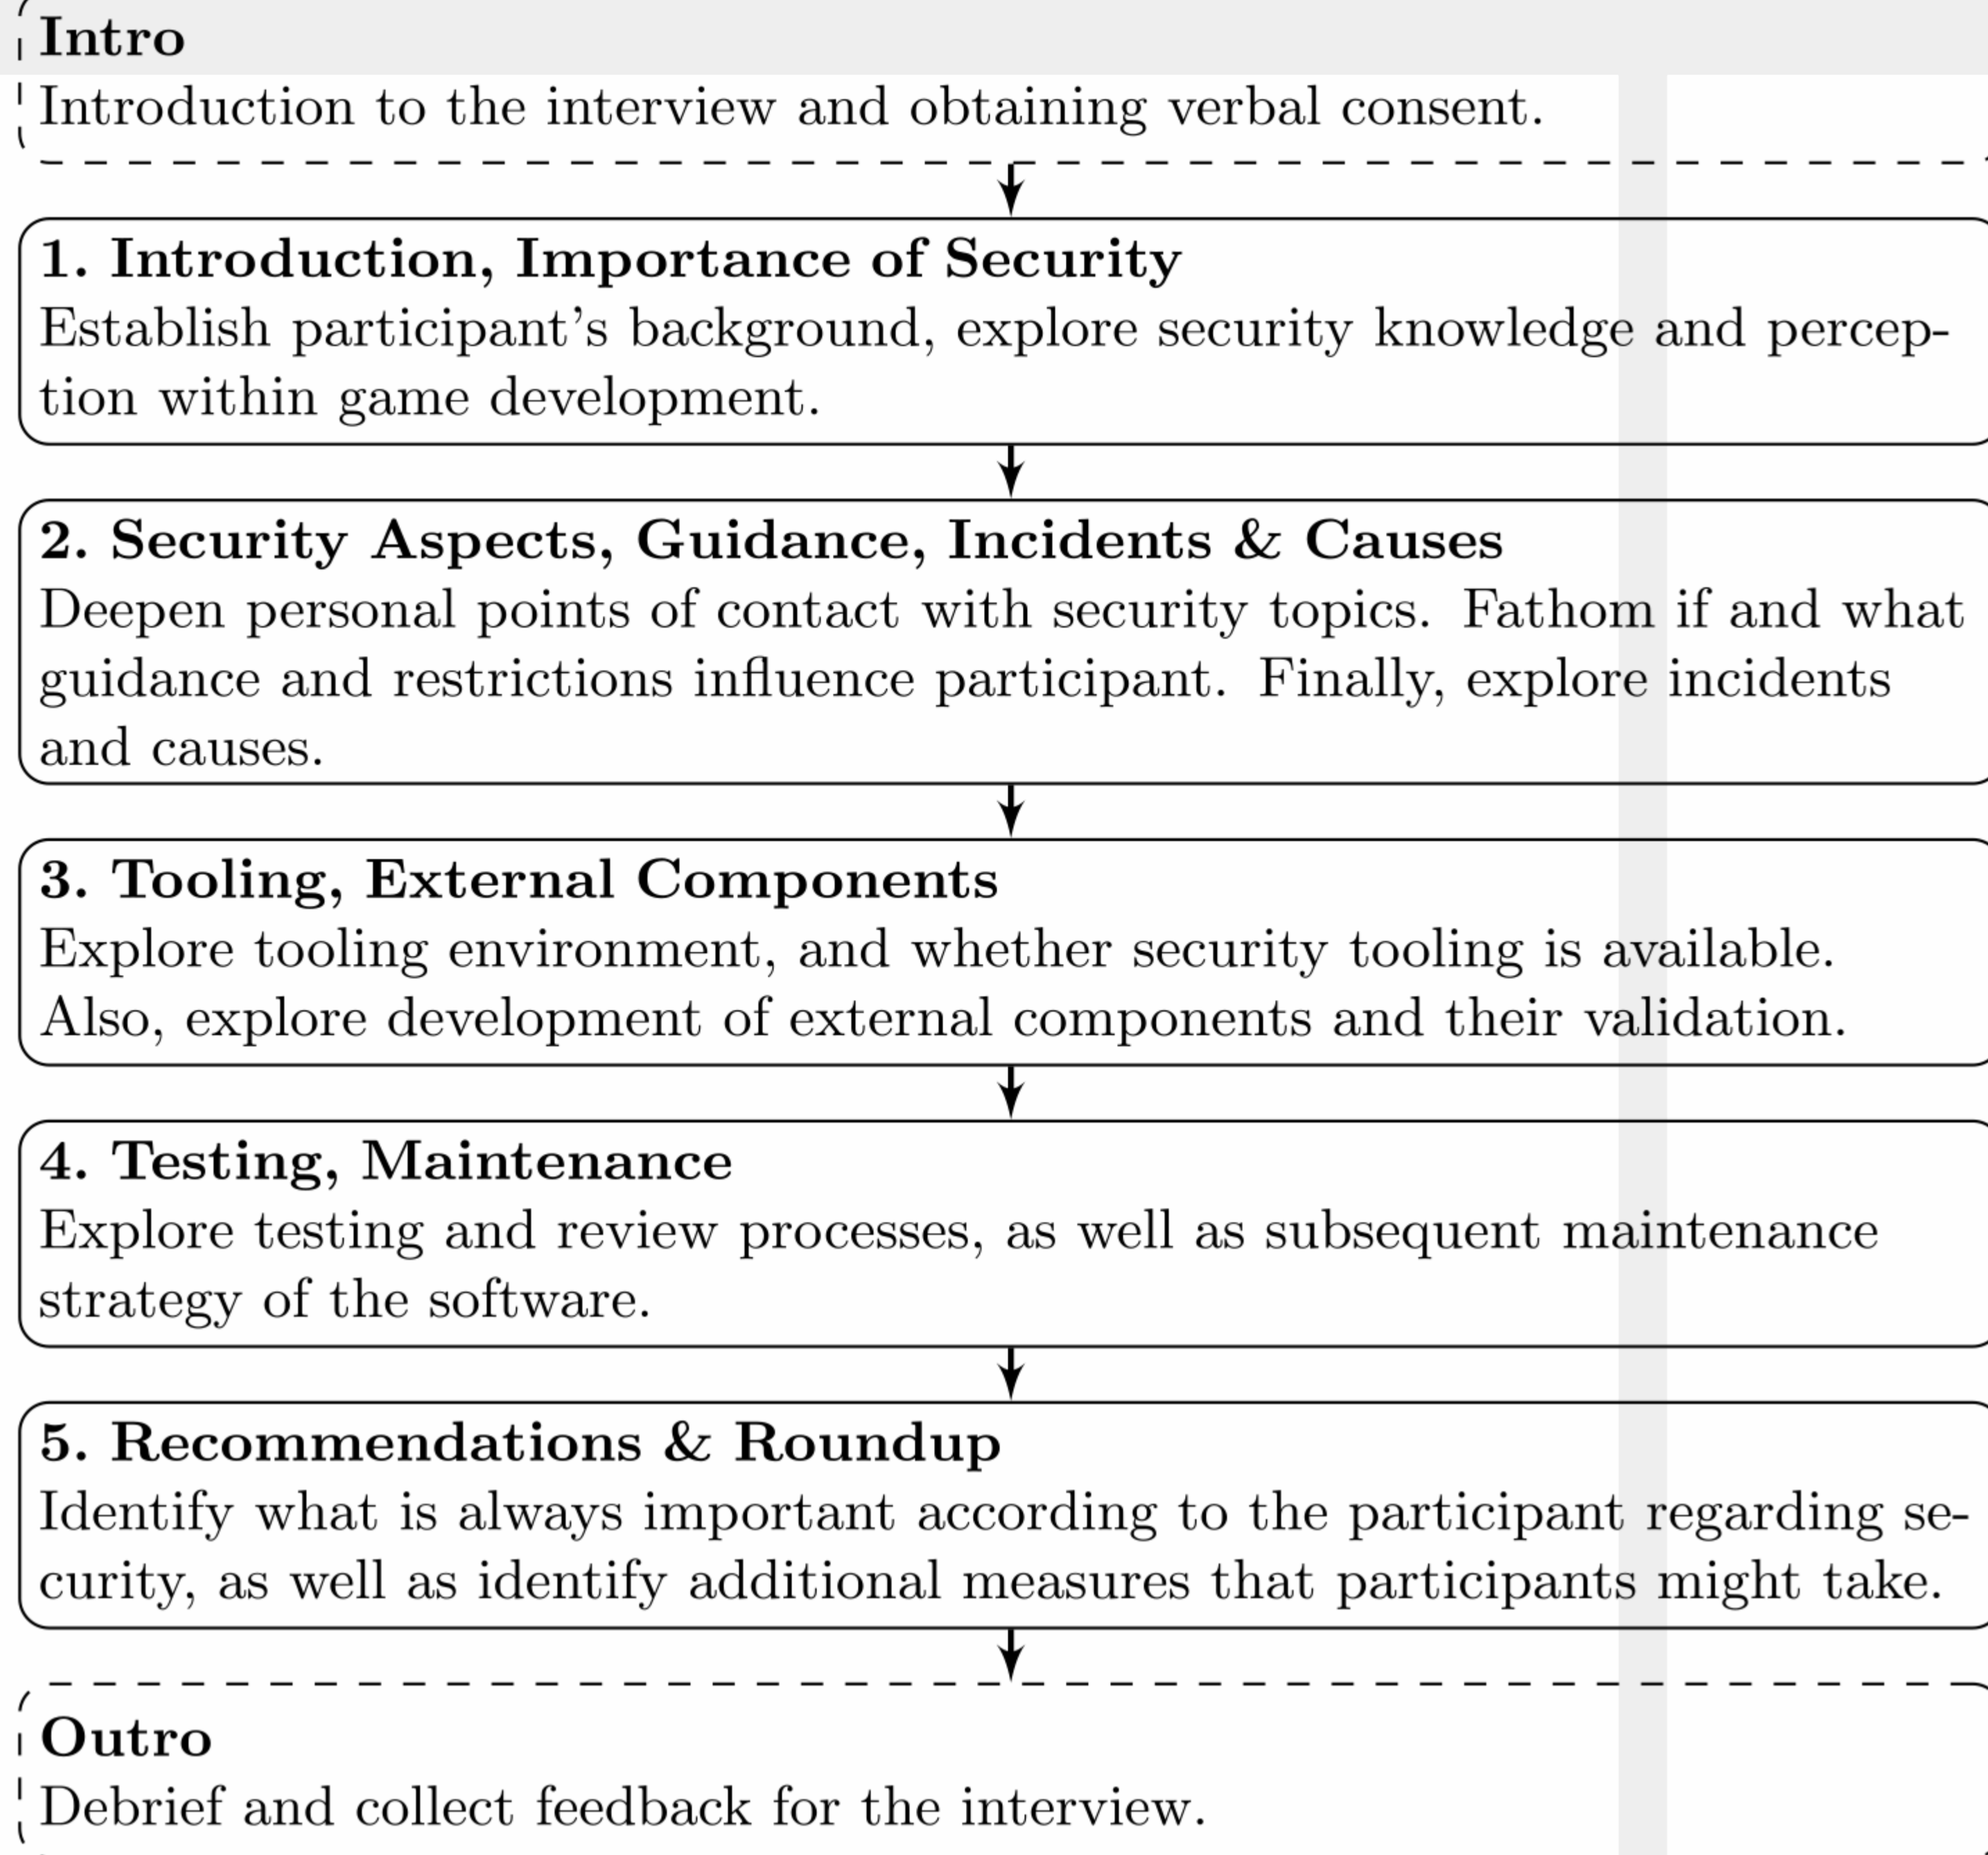 Intro
Introduction to the interview and obtaining verbal consent.
1. Introduction, Importance of Security
Establish participant's background, explore security knowledge and percep-
tion within game development.
2. Security Aspects, Guidance, Incidents & Causes
Deepen personal points of contact with security topics. Fathom if and what
guidance and restrictions influence participant. Finally, explore incidents
and causes.
3. Tooling, External Components
Explore tooling environment, and whether security tooling is available.
Also, explore development of external components and their validation.
4. Testing, Maintenance
Explore testing and review processes, as well as subsequent maintenance
strategy of the software.
5. Recommendations & Roundup
Identify what is always important according to the participant regarding se-
curity, as well as identify additional measures that participants might take.
Outro
Debrief and collect feedback for the interview.